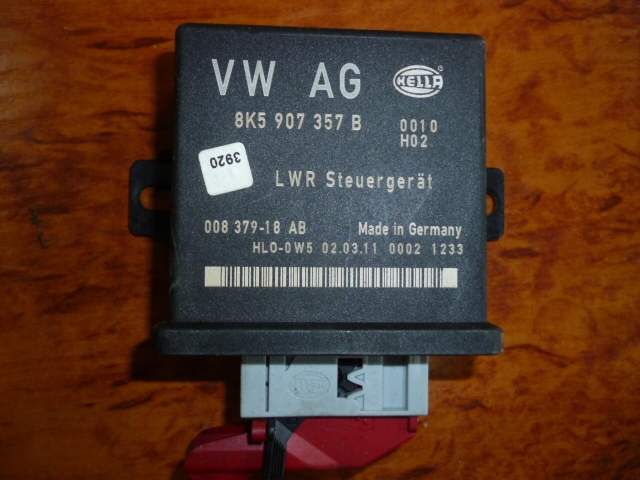 VW AG
HELLA
8K5 907 357 B
0010
H02
3920
LWR Steuergerät
008 379-18 AB
Made in Germany
HLO-0W5 02.03.11 0002 1233
HELLA